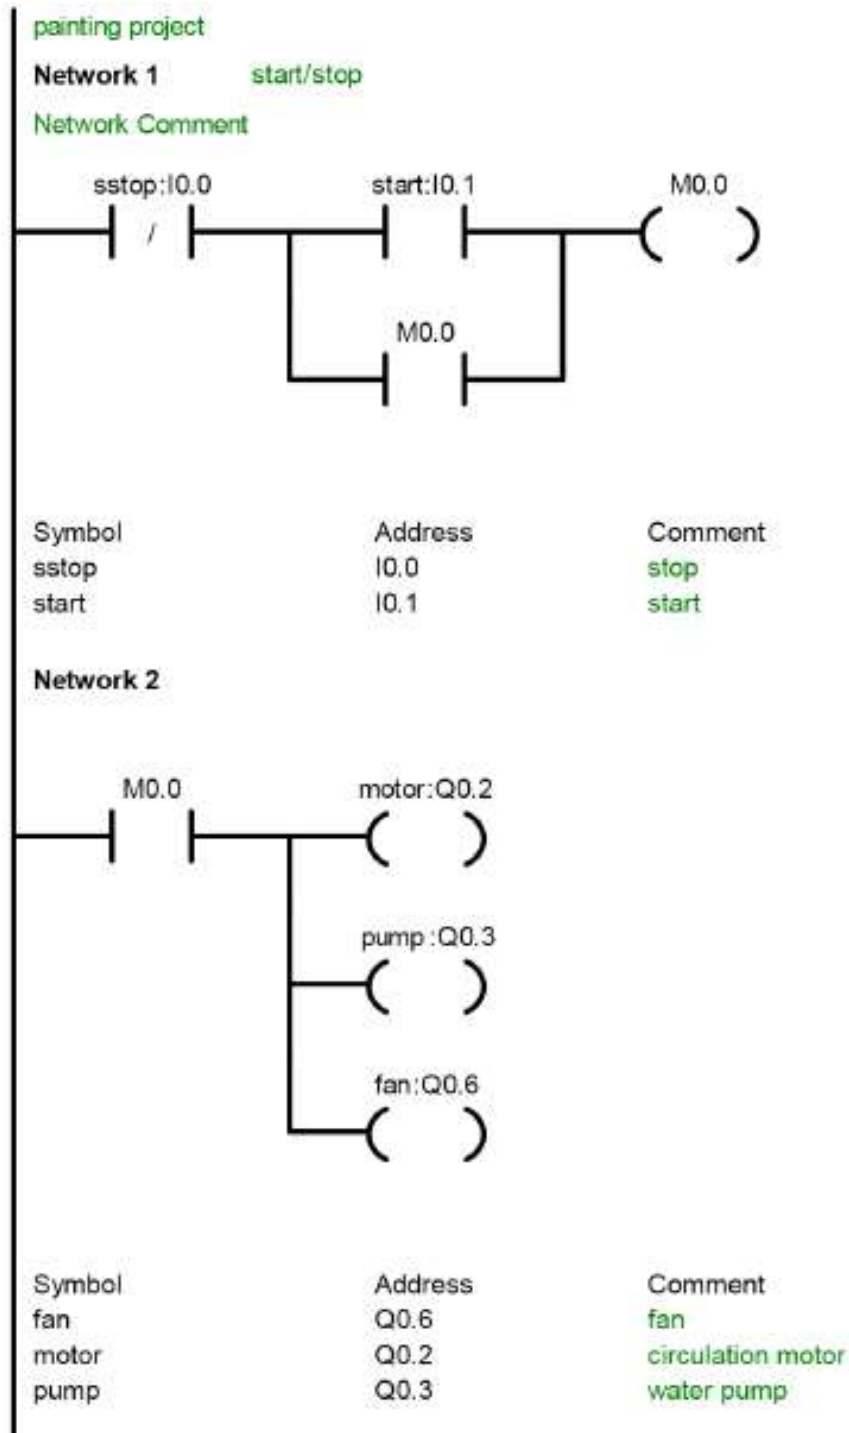 painting project
Network 1 start/stop
Network Comment
sstop:I0.0 start:I0.1 M0.0
/
M0.0
Symbol Address Comment
sstop I0.0 stop
start I0.1 start
Network 2
M0.0 motor:Q0.2
pump:Q0.3
fan:Q0.6
Symbol Address Comment
fan Q0.6 fan
motor Q0.2 circulation motor
pump Q0.3 water pump